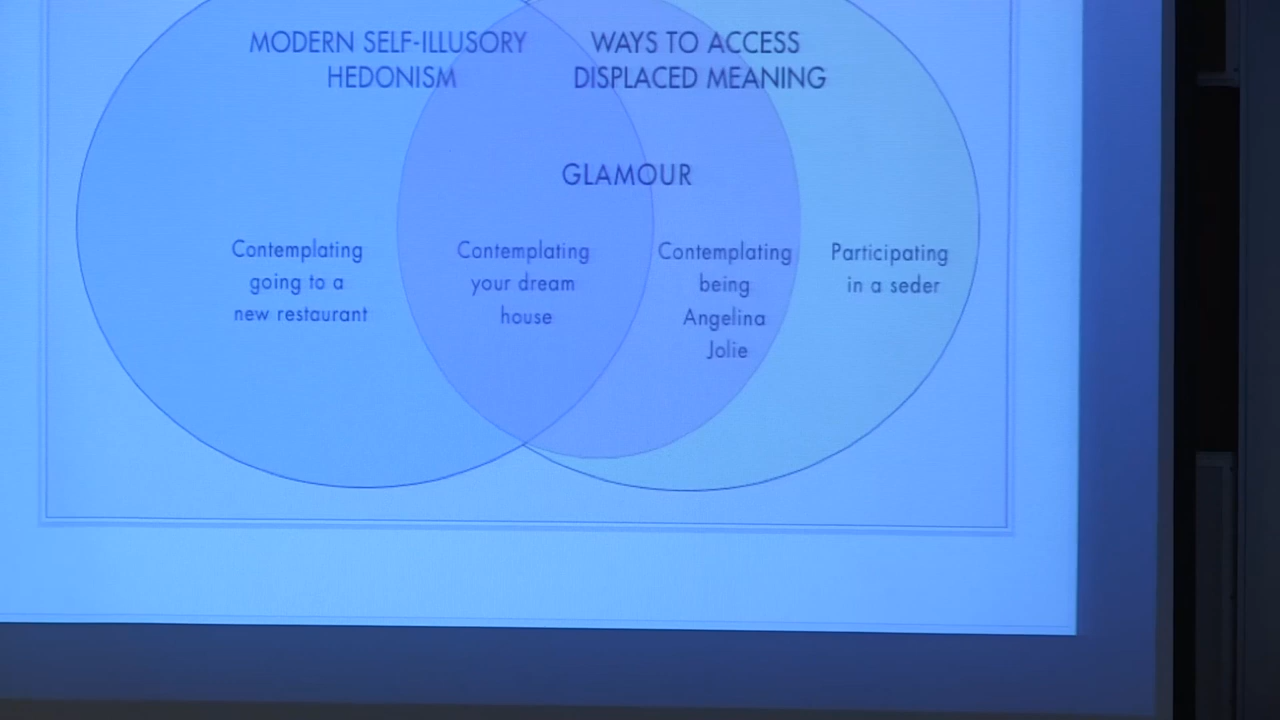 MODERN SELF-ILLUSORY
HEDONISM
WAYS TO ACCESS
DISPLACED MEANING
GLAMOUR
Contemplating
going to a
new restaurant
Contemplating
your dream
house
Contemplating
being
Angelina
Jolie
Participating
in a seder